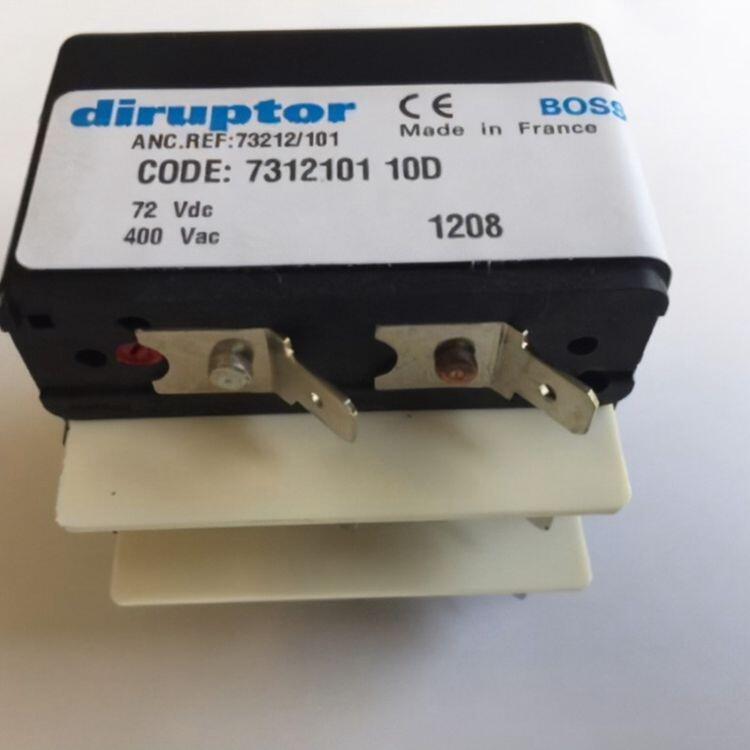 diruptor CE BOSS
ANC.REF:73212/101 Made in France
CODE: 7312101 10D
72 Vdc
400 Vac 1208